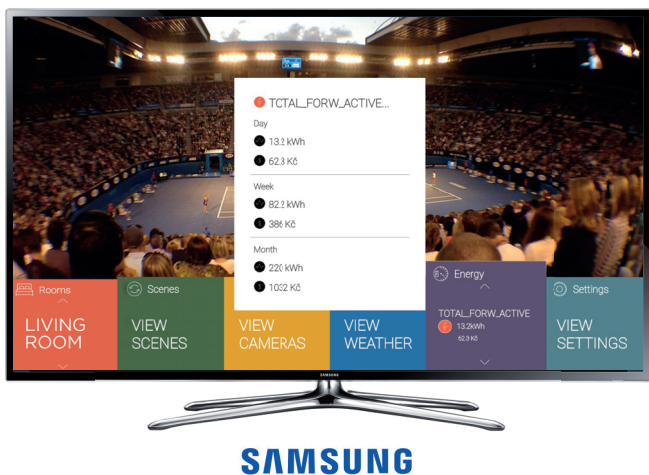 TOTAL_FORW_ACTIVE...
Day
13.2 kWh
62.3 Kč
Week
82.2 kWh
386 Kč
Month
220 kWh
1032 Kč
Rooms
LIVING
ROOM
Scenes
VIEW
SCENES
VIEW
CAMERAS
VIEW
WEATHER
Energy
TOTAL_FORW_ACTIVE
13.2kWh
62.3 Kč
Settings
VIEW
SETTINGS
SAMSUNG
SAMSUNG